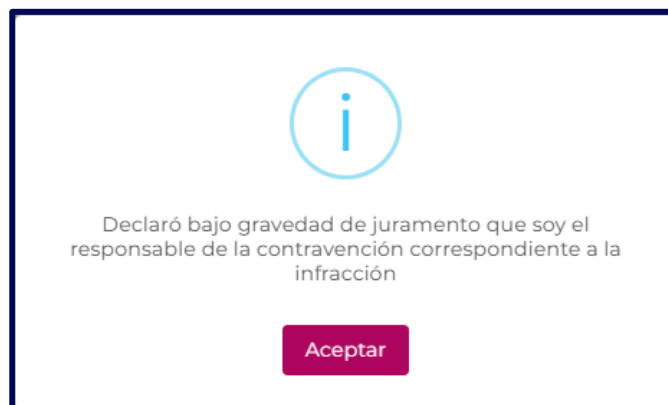 i
Declaró bajo gravedad de juramento que soy el
responsable de la contravención correspondiente a la
infracción
Aceptar